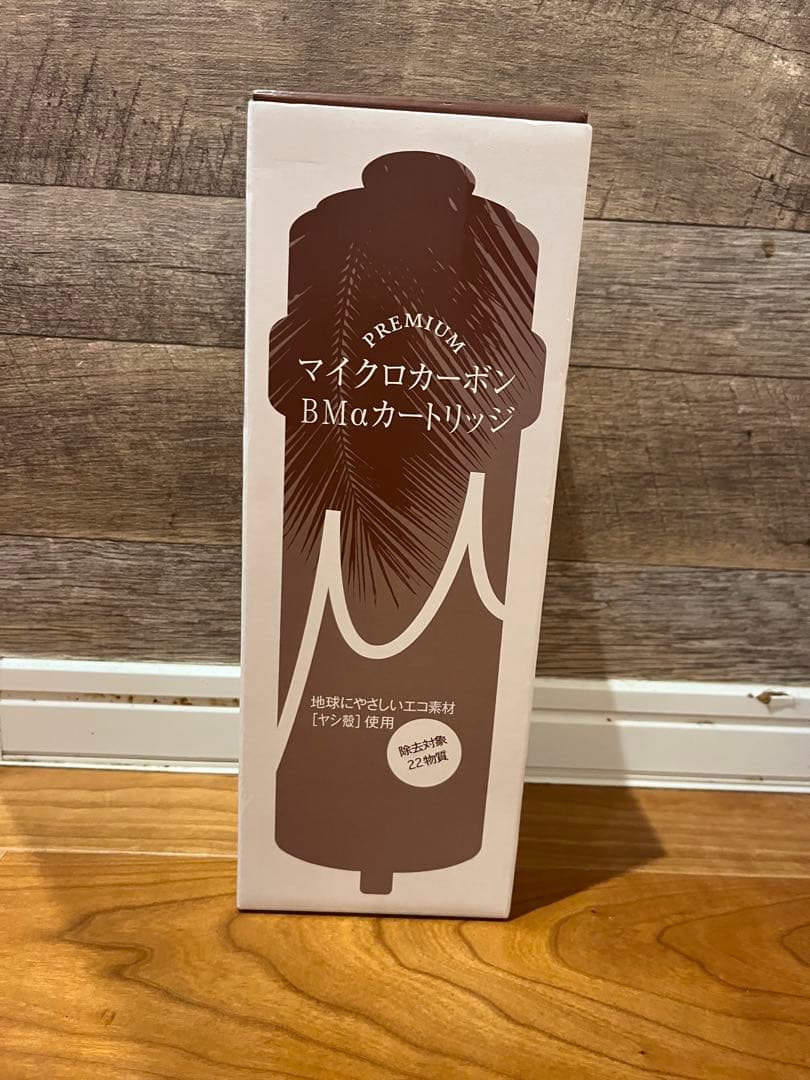 PREMIUM
マイクロカーボン
BMαカートリッジ
地球にやさしいエコ素材
[ヤシ殻]使用
除去対象
22物質